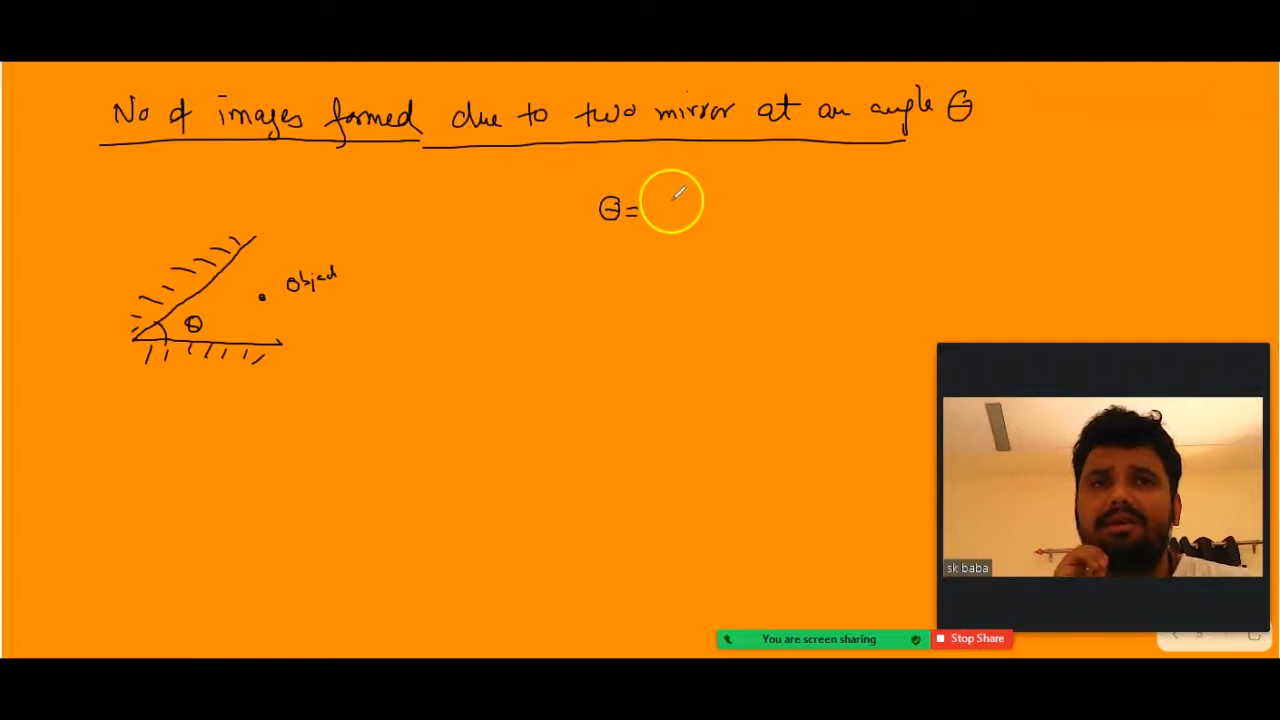 No of images formed due to two mirror at an angle θ
θ=
Object
θ
sk baba
You are screen sharing
Stop Share